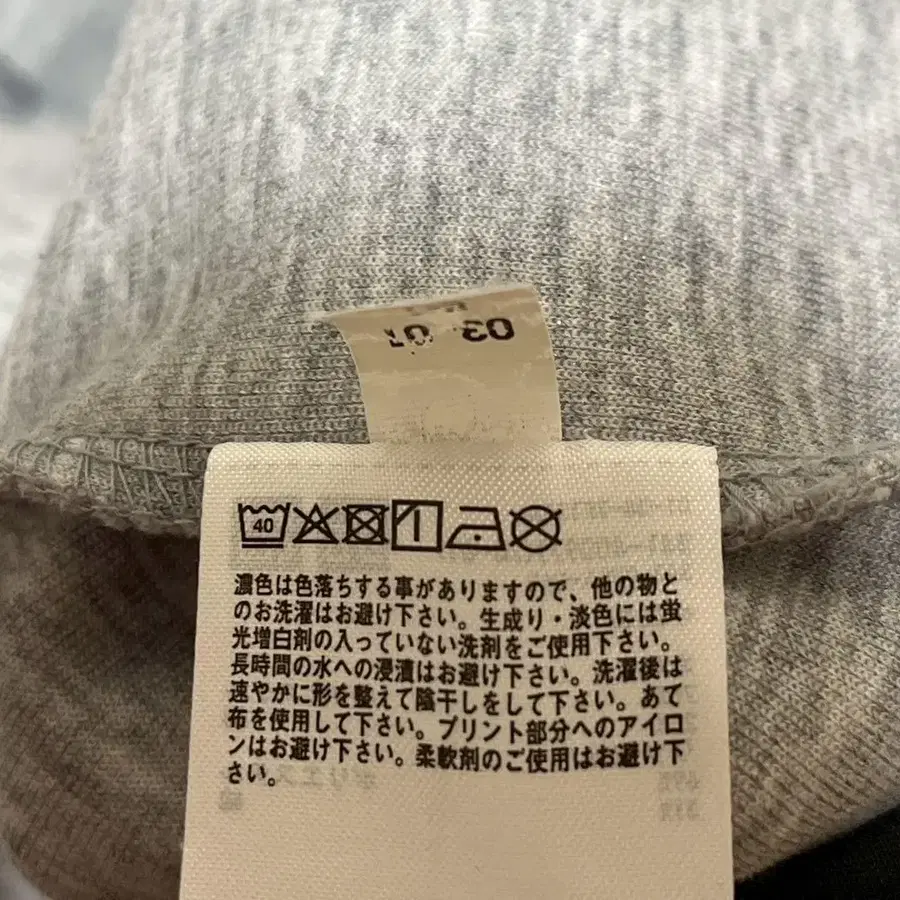 03 01
40
濃色は色落ちする事がありますので、他の物と
のお洗濯はお避け下さい。生成り・淡色には蛍
光増白剤の入っていない洗剤をご使用下さい。
長時間の水への浸漬はお避け下さい。洗濯後は
速やかに形を整えて陰干しをして下さい。あて
布を使用して下さい。プリント部分へのアイロ
ンはお避け下さい。柔軟剤のご使用はお避け下
さい。